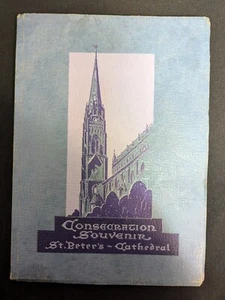 Consecration
Souvenir
St. Peter's ~ Cathedral